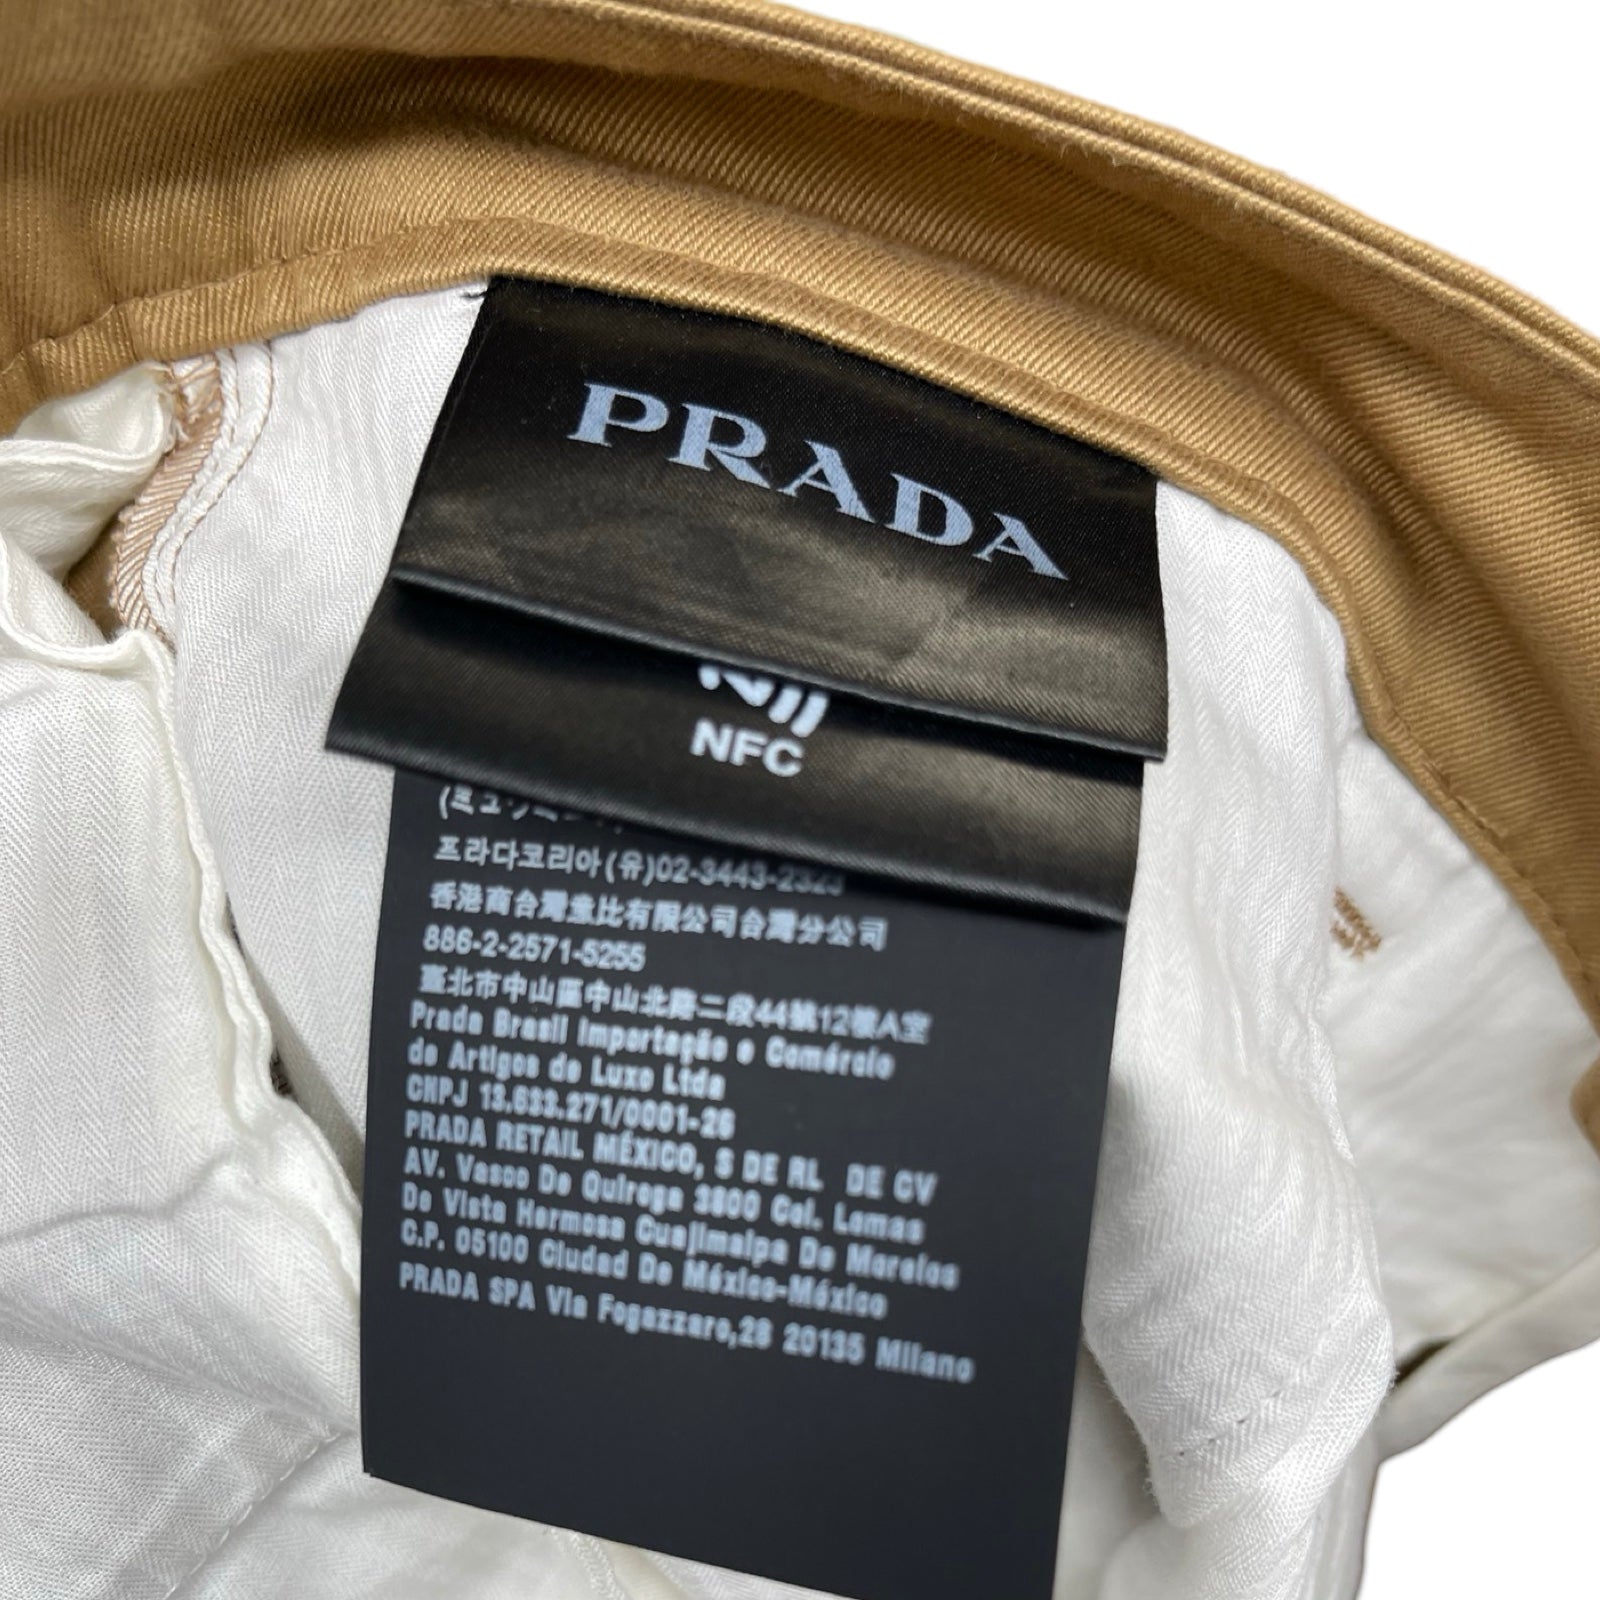 PRADA
NFC
프라다코리아(유)02-3443-2323
香港商台灣普比有限公司台灣分公司
886-2-2571-5255
臺北市中山區中山北路二段44號12樓A室
Prada Brasil Importação e Comércio
de Artigos de Luxo Ltda
CNPJ 13.633.271/0001-26
PRADA RETAIL MÉXICO, S DE RL DE CV
AV. Vasco De Quiroga 3800 Col. Lomas
De Vista Hermosa Cuajimalpa De Morelos
C.P. 05100 Ciudad De México-México
PRADA SPA Via Fogazzaro,28 20135 Milano